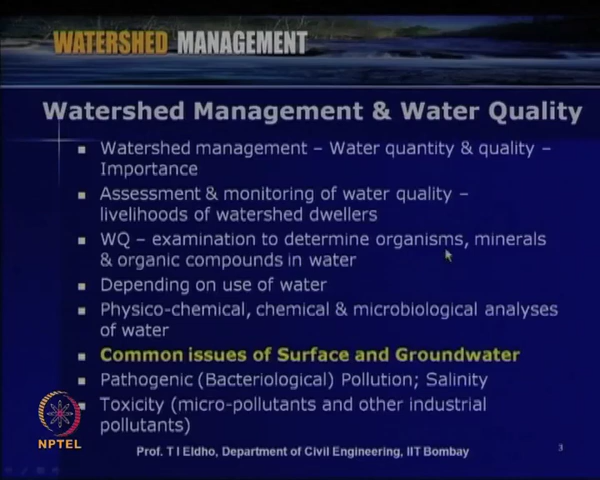 WATERSHED MANAGEMENT
Watershed Management & Water Quality
Watershed management – Water quantity & quality –
Importance
Assessment & monitoring of water quality –
livelihoods of watershed dwellers
WQ – examination to determine organisms, minerals
& organic compounds in water
Depending on use of water
Physico-chemical, chemical & microbiological analyses
of water
Common issues of Surface and Groundwater
Pathogenic (Bacteriological) Pollution; Salinity
Toxicity (micro-pollutants and other industrial
pollutants)
NPTEL
Prof. T I Eldho, Department of Civil Engineering, IIT Bombay
3